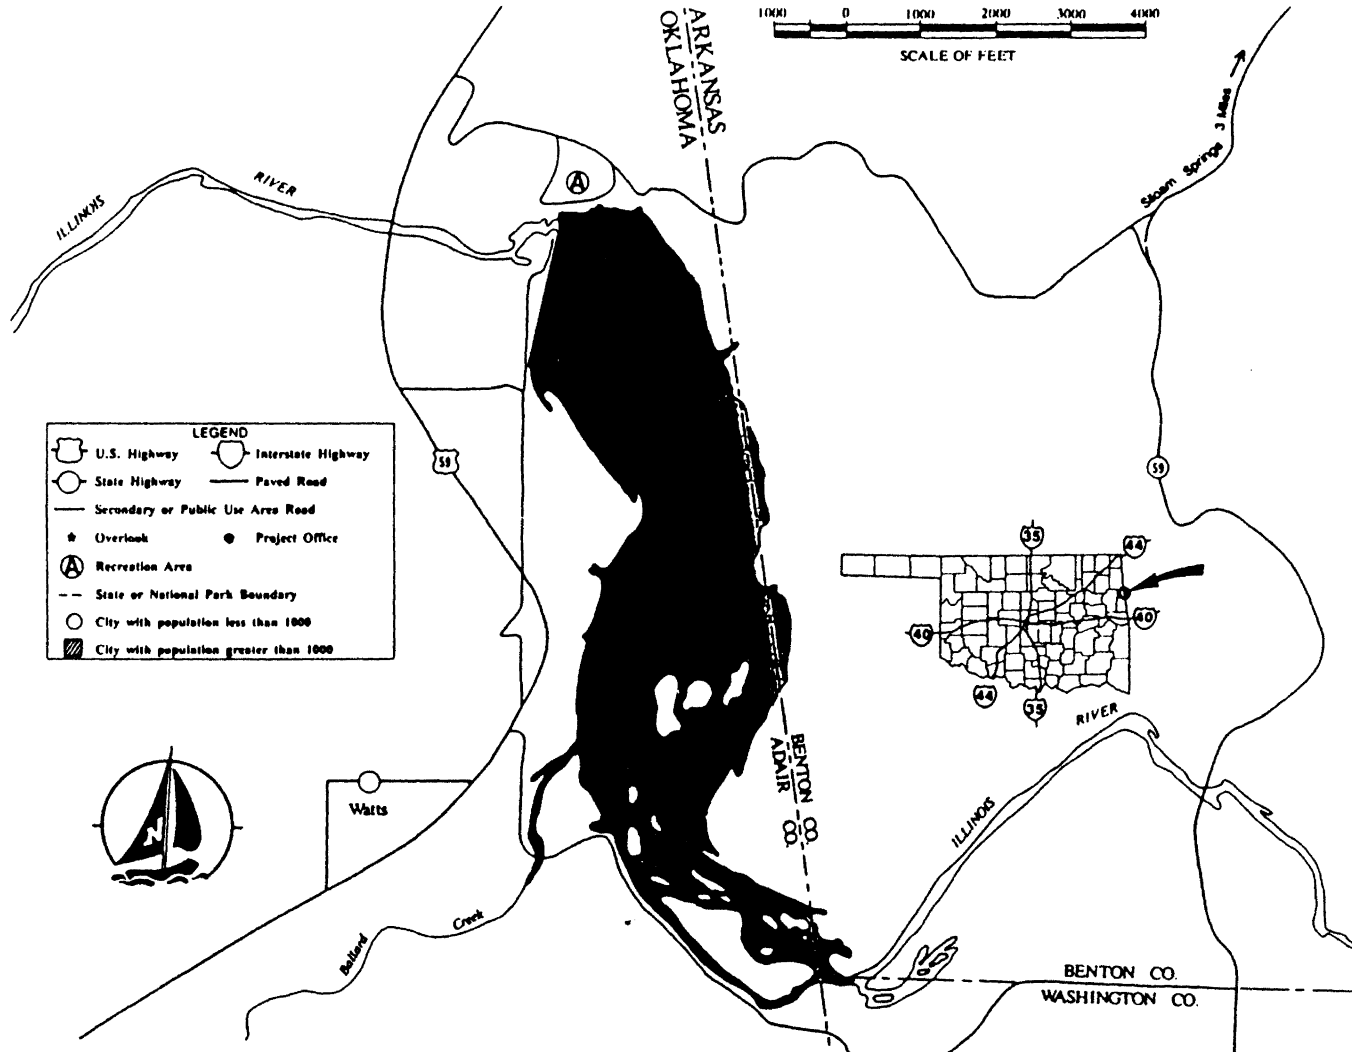 1000 0 1000 2000 3000 4000
SCALE OF FEET
ARKANSAS
OKLAHOMA
Siloam Springs 3 Miles
A
ILLINOIS RIVER
LEGEND
U.S. Highway
Interstate Highway
State Highway
Paved Road
Secondary or Public Use Area Road
Overlook
Project Office
A Recreation Area
State or National Park Boundary
City with population less than 1000
City with population greater than 1000
59
59
35
44
40
40
44
35
BENTON CO.
ADAIR CO.
Watts
N
ILLINOIS RIVER
Ballard Creek
BENTON CO.
WASHINGTON CO.